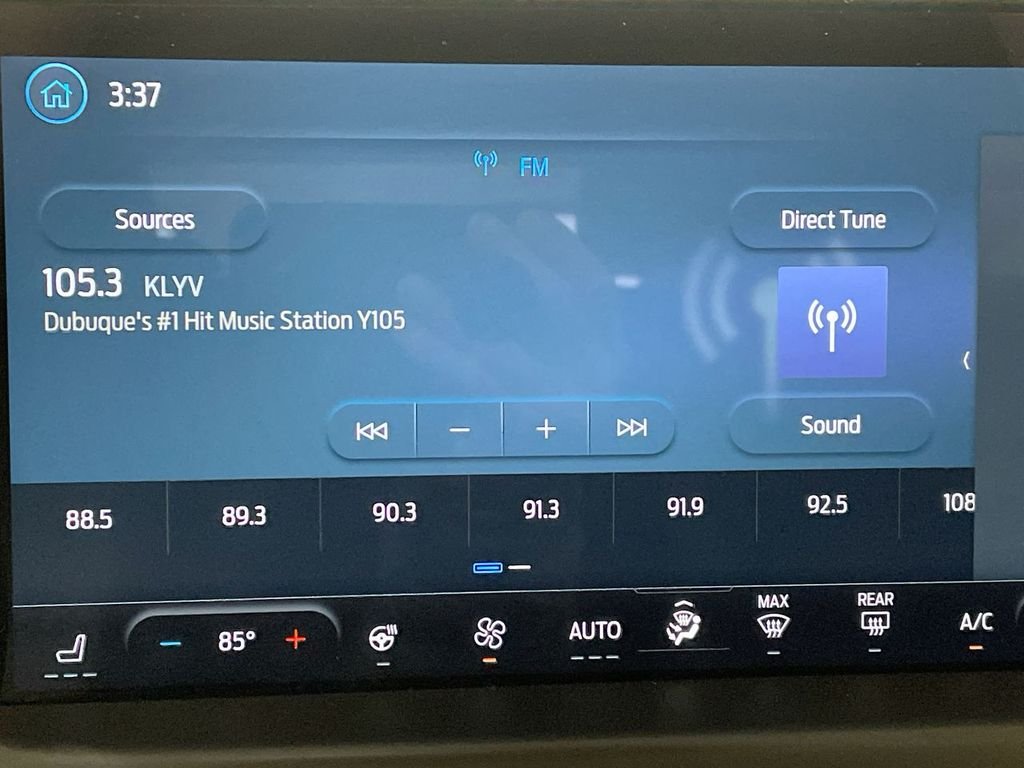 3:37
FM
Sources
Direct Tune
105.3 KLYV
Dubuque's #1 Hit Music Station Y105
Sound
88.5 89.3 90.3 91.3 91.9 92.5 108
85° AUTO MAX REAR A/C